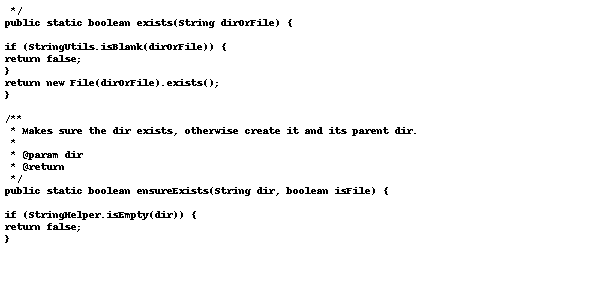 */
public static boolean exists(String dirOrFile) {
if (StringUtils.isBlank(dirOrFile)) {
return false;
}
return new File(dirOrFile).exists();
}
/**
* Makes sure the dir exists, otherwise create it and its parent dir.
*
* @param dir
* @return
*/
public static boolean ensureExists(String dir, boolean isFile) {
if (StringHelper.isEmpty(dir)) {
return false;
}